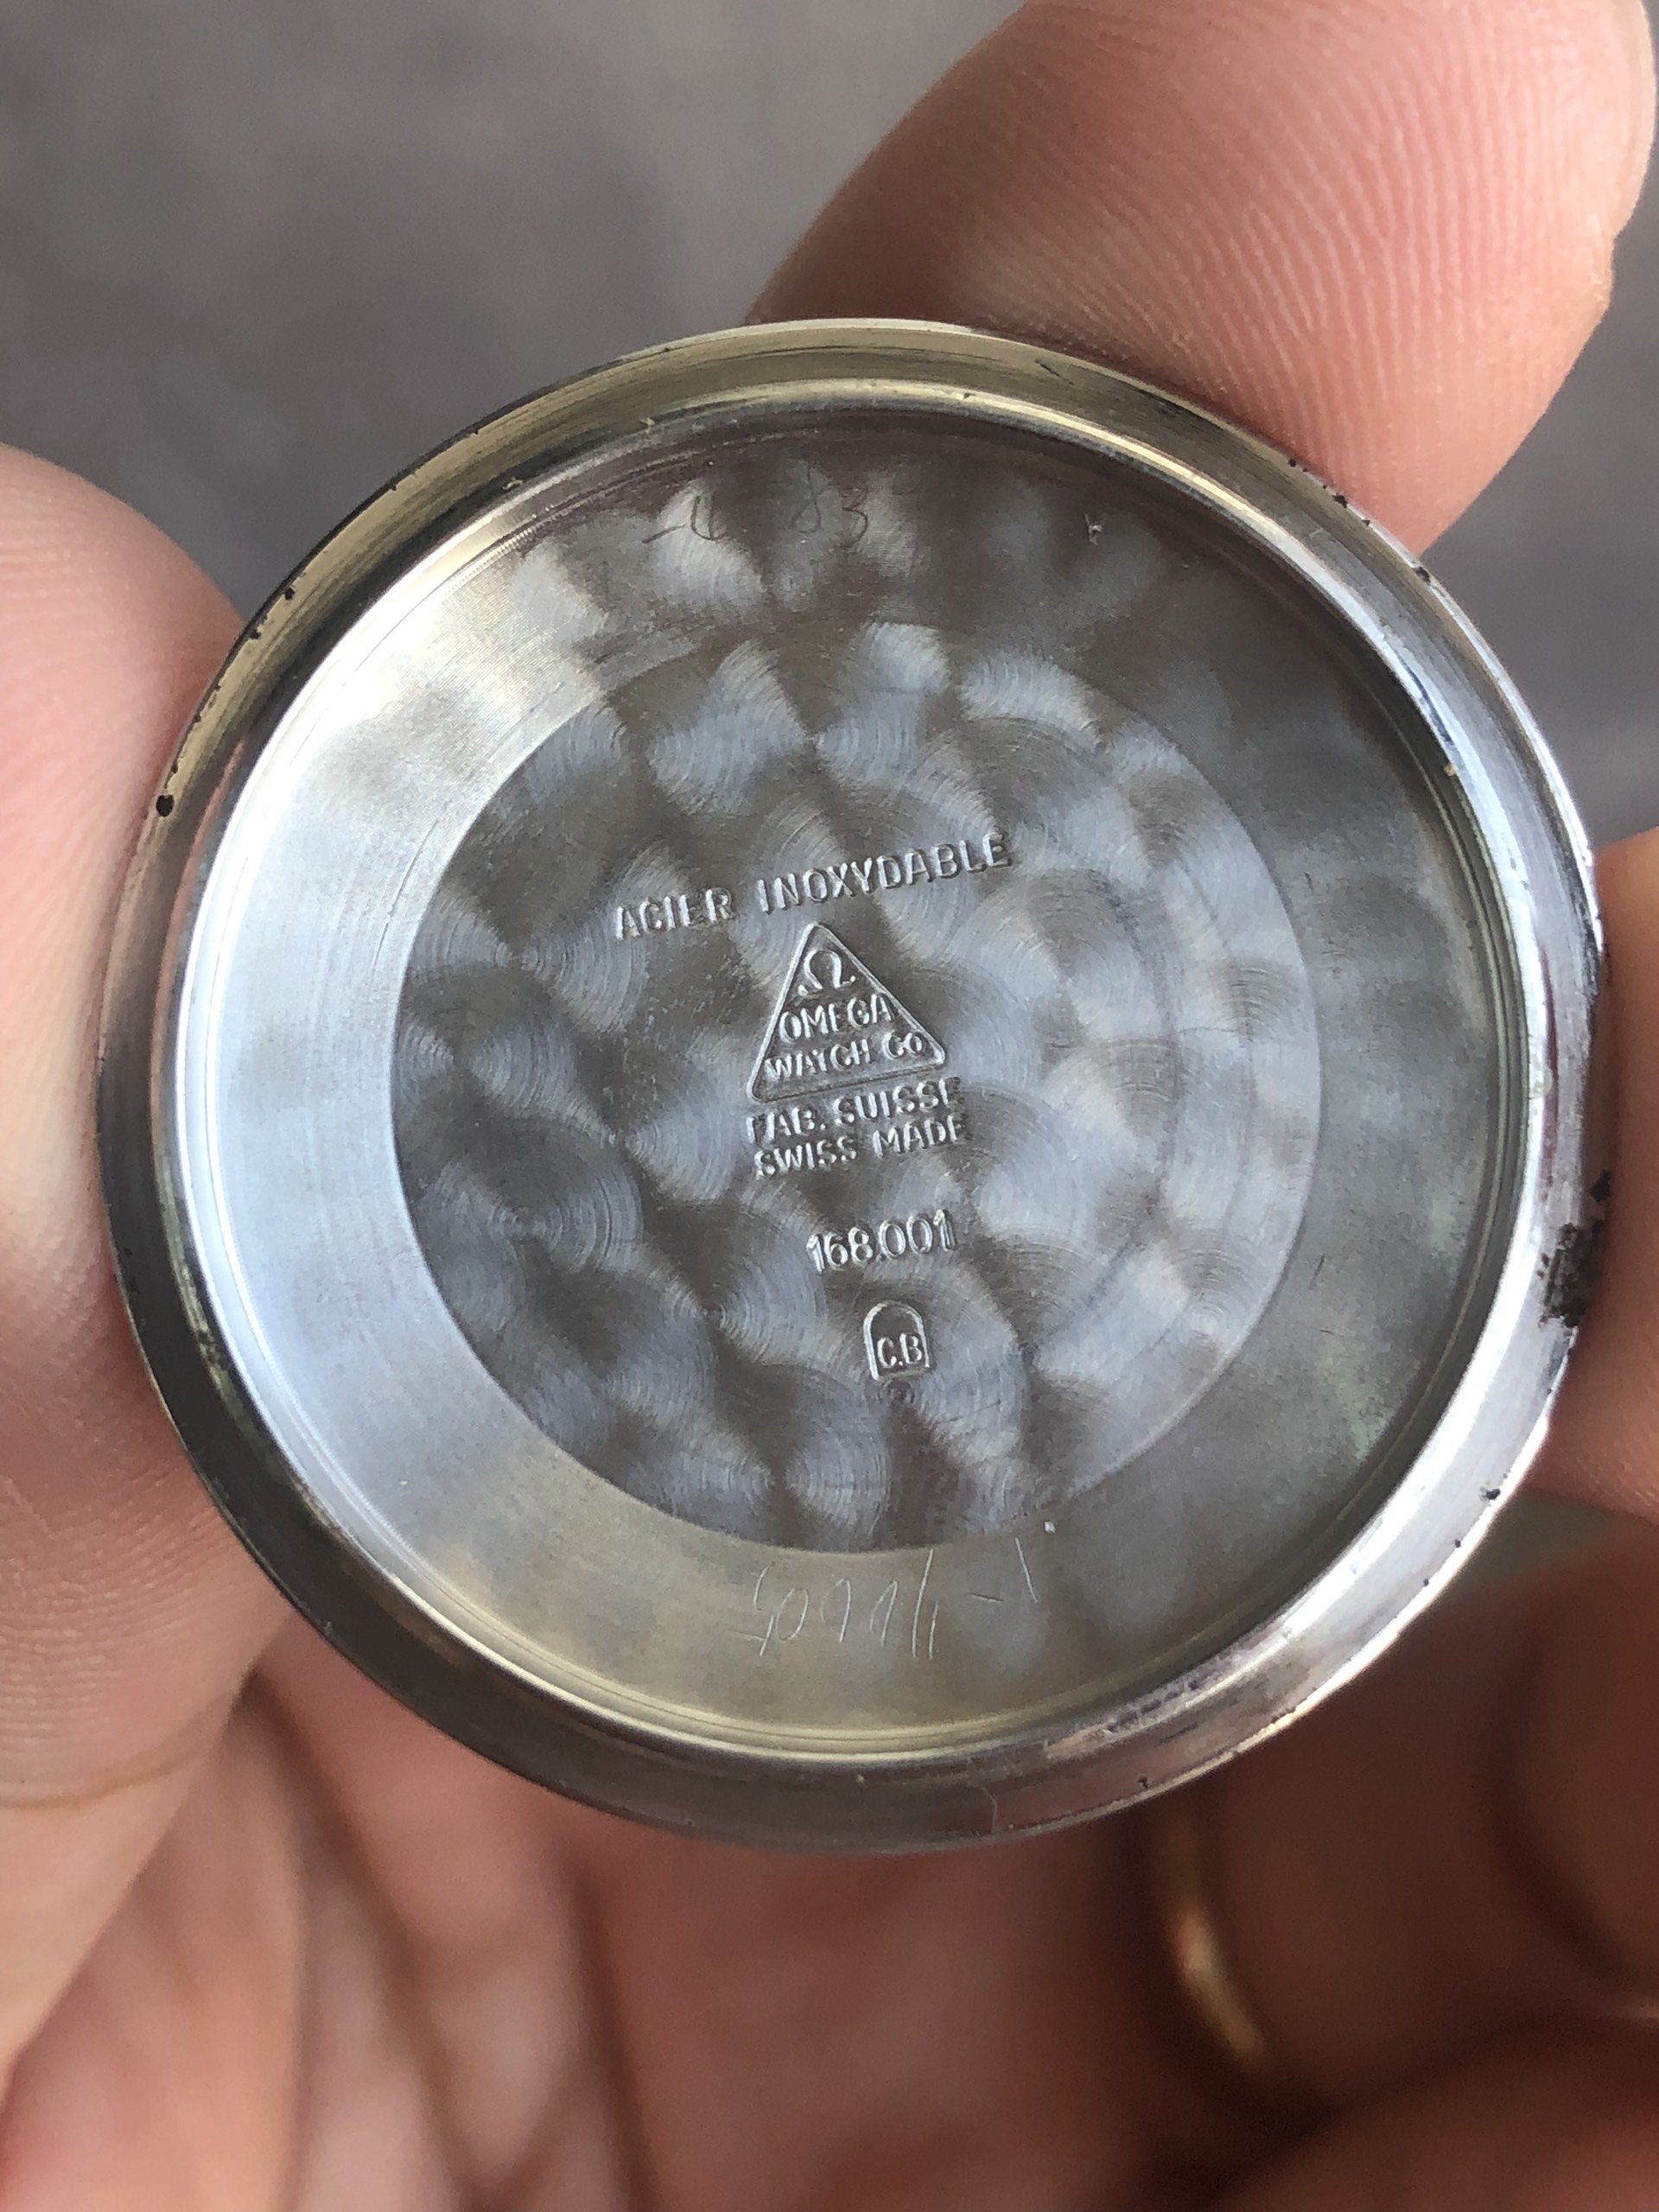 ACIER INOXYDABLE
Ω
OMEGA
WATCH CO
FAB. SUISSE
SWISS MADE
168.001
C.B